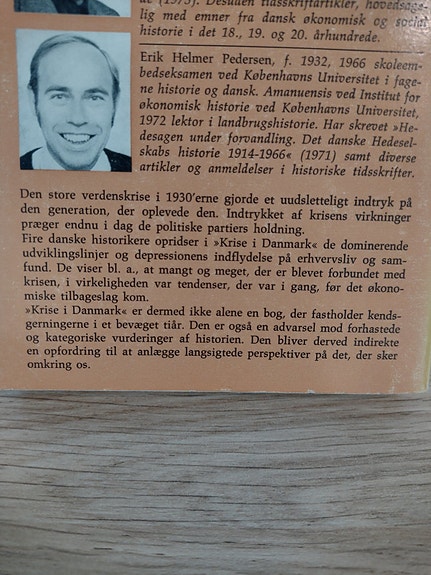 de (1975). Desuden tidsskriftartikler, hovedsage-
lig med emner fra dansk økonomisk og social
historie i det 18., 19. og 20. århundrede.
Erik Helmer Pedersen, f. 1932, 1966 skoleem-
bedseksamen ved Københavns Universitet i fage-
ne historie og dansk. Amanuensis ved Institut for
økonomisk historie ved Københavns Universitet,
1972 lektor i landbrugshistorie. Har skrevet »He-
desagen under forvandling. Det danske Hedesel-
skabs historie 1914-1966« (1971) samt diverse
artikler og anmeldelser i historiske tidsskrifter.
Den store verdenskrise i 1930'erne gjorde et uudsletteligt indtryk på
den generation, der oplevede den. Indtrykket af krisens virkninger
præger endnu i dag de politiske partiers holdning.
Fire danske historikere opridser i »Krise i Danmark« de dominerende
udviklingslinjer og depressionens indflydelse på erhvervsliv og sam-
fund. De viser bl. a., at mangt og meget, der er blevet forbundet med
krisen, i virkeligheden var tendenser, der var i gang, før det økono-
miske tilbageslag kom.
»Krise i Danmark« er dermed ikke alene en bog, der fastholder kends-
gerningerne i et bevæget tiår. Den er også en advarsel mod forhastede
og kategoriske vurderinger af historien. Den bliver derved indirekte
en opfordring til at anlægge langsigtede perspektiver på det, der sker
omkring os.